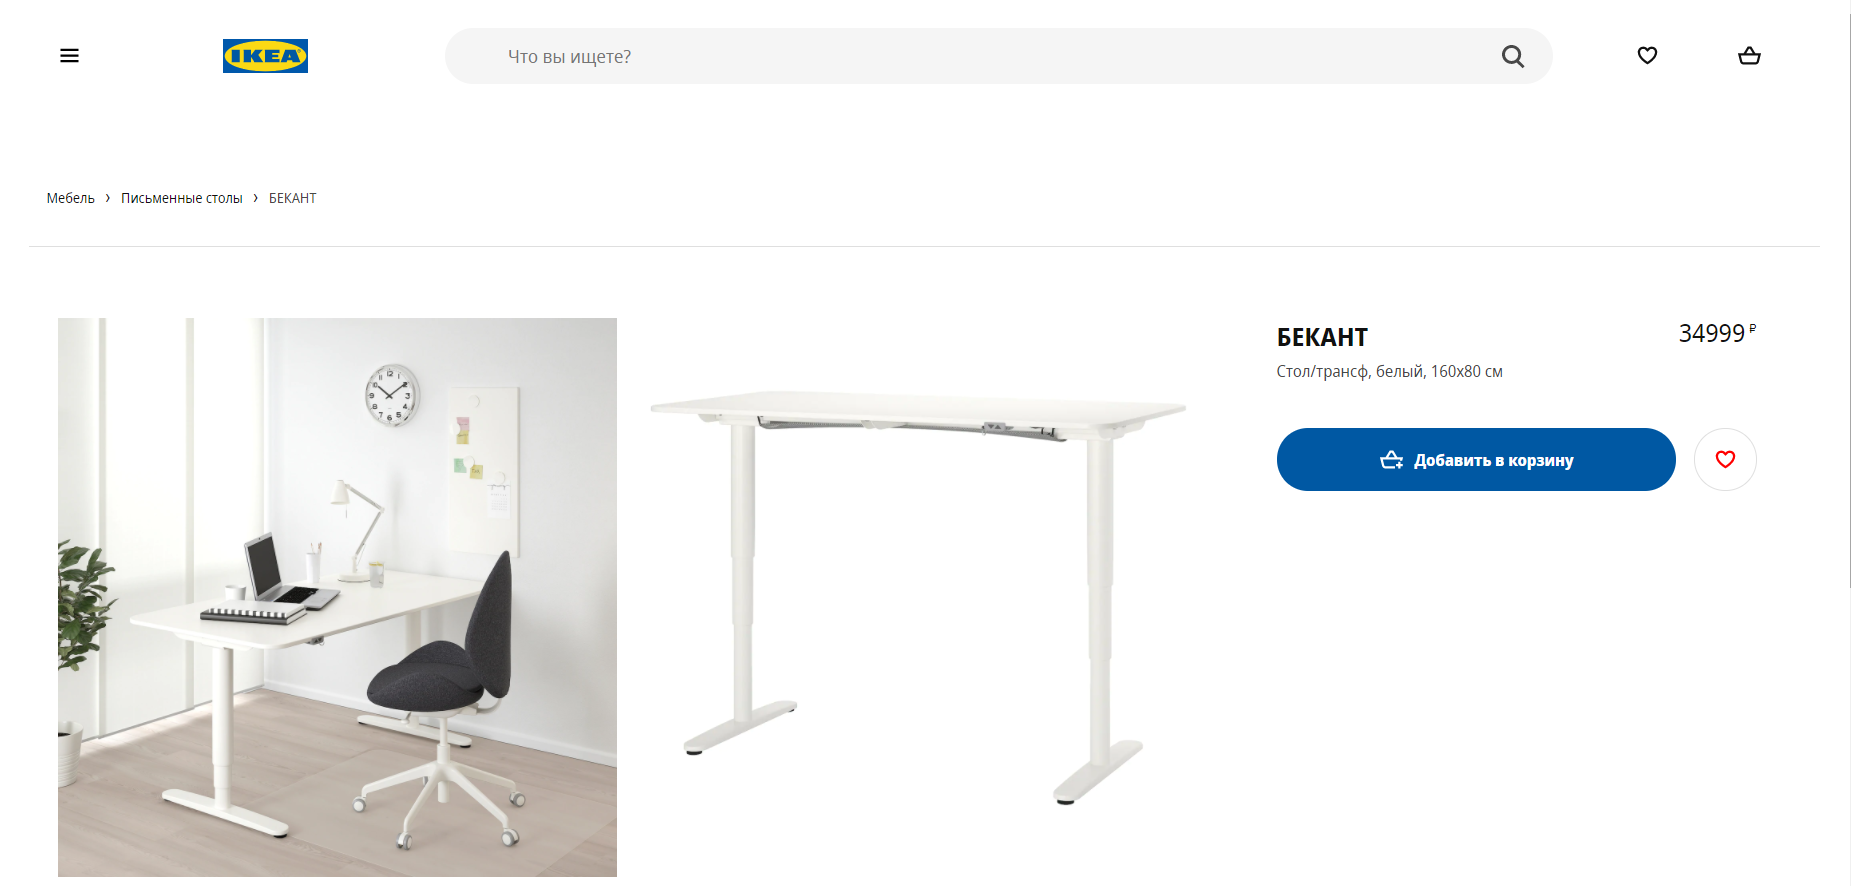 IKEA
Что вы ищете?
Мебель › Письменные столы › БЕКАНТ
БЕКАНТ
34999 ₽
Стол/трансф, белый, 160x80 см
Добавить в корзину